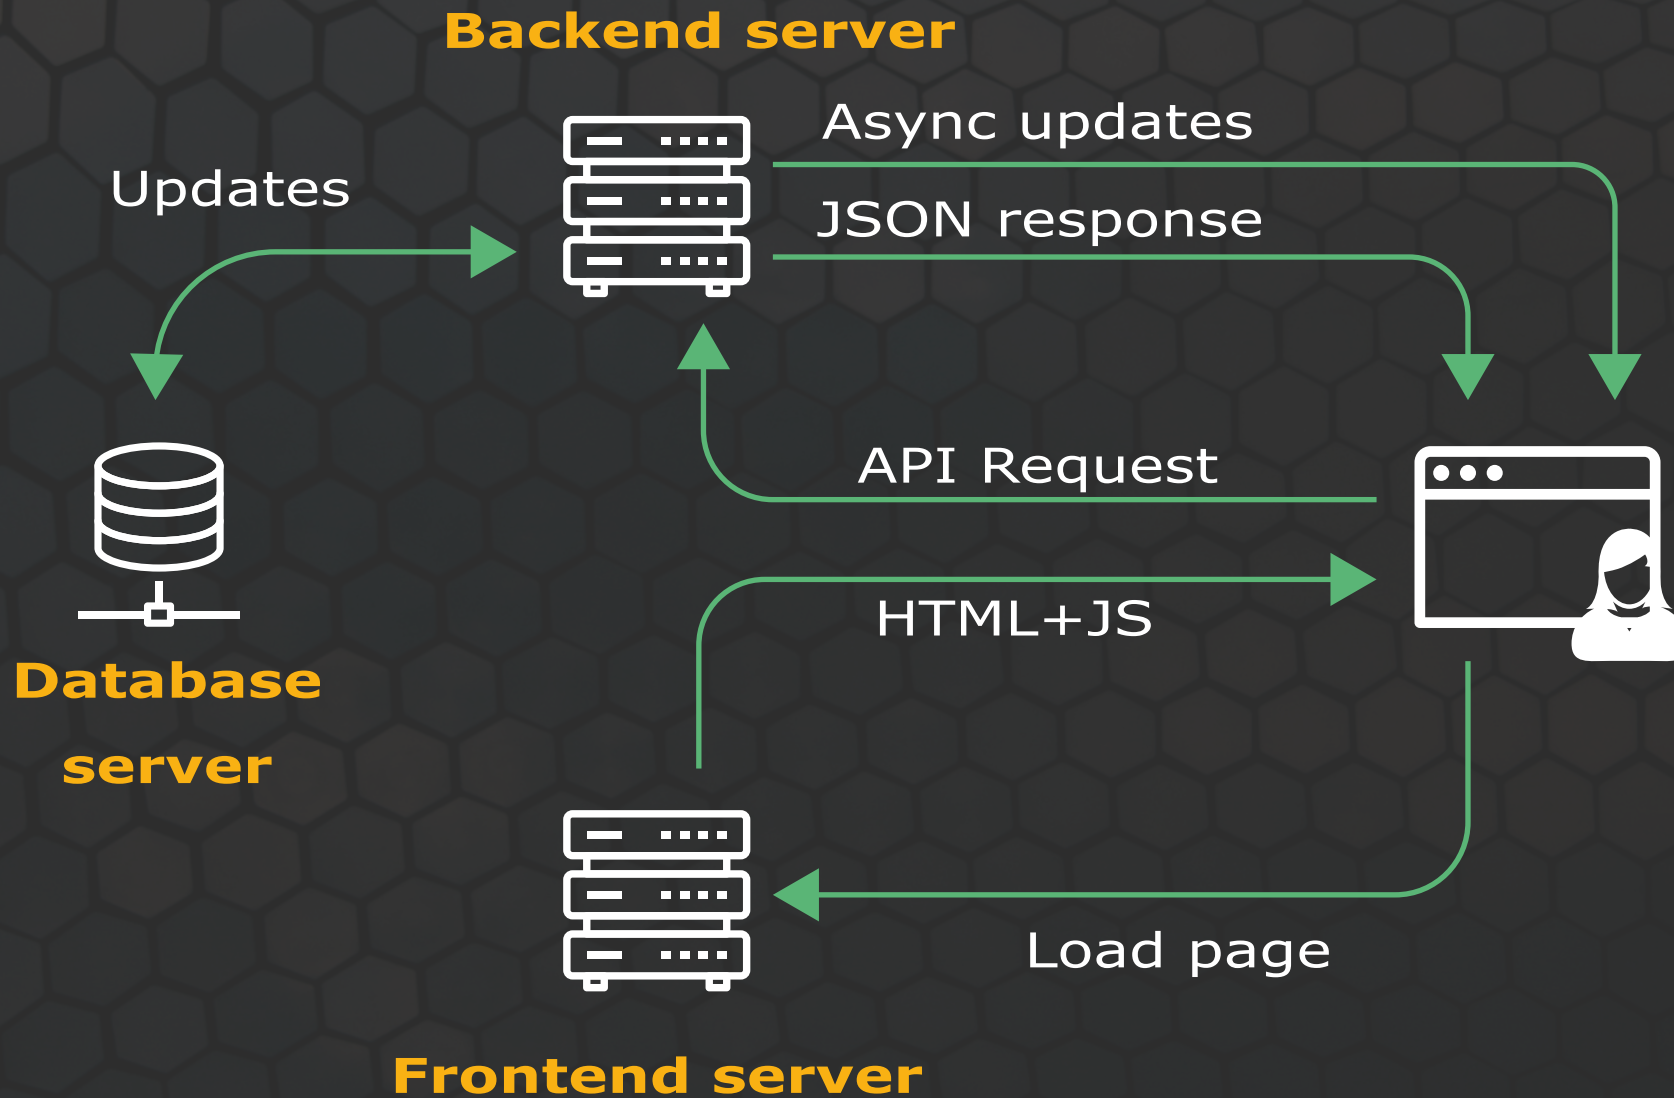 Backend server
Async updates
Updates
JSON response
API Request
HTML+JS
Database
server
Load page
Frontend server